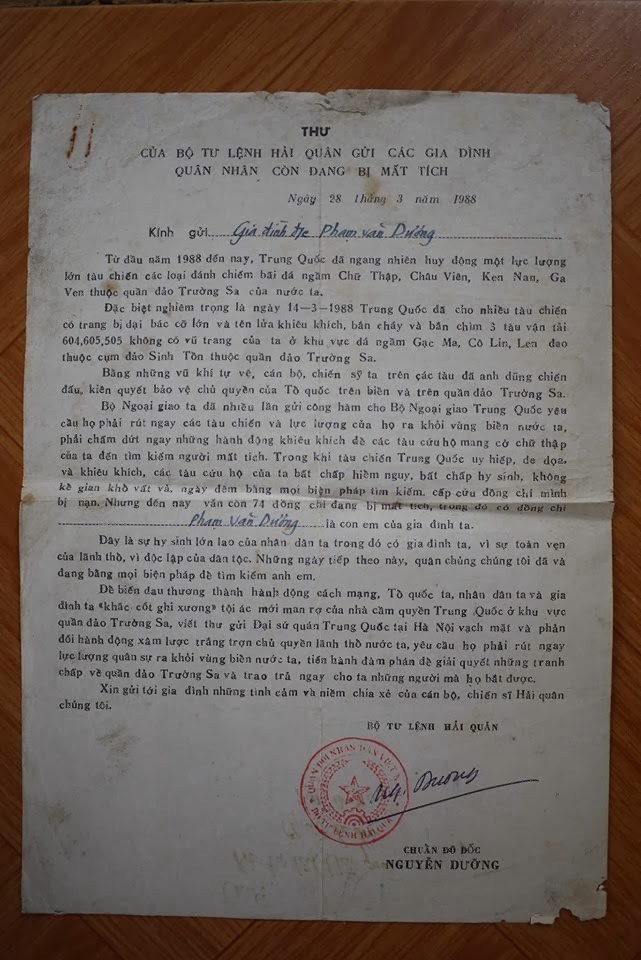 THƯ
CỦA BỘ TƯ LỆNH HẢI QUÂN GỬI CÁC GIA ĐÌNH
QUÂN NHÂN CÒN ĐANG BỊ MẤT TÍCH
Ngày 28 tháng 3 năm 1988
Kính gửi Gia đình đ/c Phạm Văn Dưỡng
Từ đầu năm 1988 đến nay, Trung Quốc đã ngang nhiên huy động một lực lượng
lớn tàu chiến các loại đánh chiếm bãi đá ngầm Chữ Thập, Châu Viên, Ken Nan, Ga
Ven thuộc quần đảo Trường Sa của nước ta.
Đặc biệt nghiêm trọng là ngày 14-3-1988 Trung Quốc đã cho nhiều tàu chiến
có trang bị đại bác cỡ lớn và tên lửa khiêu khích, bắn cháy và bắn chìm 3 tàu vận tải
604,605,505 không có vũ trang của ta ở khu vực đá ngầm Gạc Ma, Cô Lin, Len đao
thuộc cụm đảo Sịnh Tồn thuộc quần đảo Trường Sa.
Bằng những vũ khí tự vệ, cán bộ, chiến sỹ ta trên các tàu đã anh dũng chiến
đấu, kiên quyết bảo vệ chủ quyền của Tổ quốc trên biển và trên quần đảo Trường Sa.
Bộ Ngoại giao ta đã nhiều lần gửi công hàm cho Bộ Ngoại giao Trung Quốc yêu
cầu họ phải rút ngay các tàu chiến và lực lượng của họ ra khỏi vùng biển nước ta,
phải chấm dứt ngay những hành động khiêu khích để các tàu cứu hộ mang cờ chữ thập
của ta đến tìm kiếm người mất tích. Trong khi tàu chiến Trung Quốc uy hiếp, đe dọa
và khiêu khích, các tàu cứu hộ của ta bất chấp hiểm nguy, bất chấp hy sinh, không
kể gian khổ vất vả, ngày đêm bằng mọi biện pháp tìm kiếm, cấp cứu đồng chí mình
bị nạn. Nhưng đến nay vẫn còn 74 đồng chí đang bị mất tích, trong đó có đồng chí
Phạm Văn Dưỡng là con em của gia đình ta.
Đây là sự hy sinh lớn lao của nhân dân ta trong đó có gia đình ta, vì sự toàn vẹn
của lãnh thổ, vì độc lập của dân tộc. Những ngày tiếp theo này, quân chủng chúng tôi đã và
đang bằng mọi biện pháp để tìm kiếm anh em.
Để biến đau thương thành hành động cách mạng, Tổ quốc ta, nhân dân ta và gia
đình ta «khắc cốt ghi xương» tội ác mới man rợ của nhà cầm quyền Trung Quốc ở khu vực
quần đảo Trường Sa, viết thư gửi Đại sứ quán Trung Quốc tại Hà Nội vạch mặt và phản
đối hành động xâm lược trắng trợn chủ quyền lãnh thổ nước ta, yêu cầu họ phải rút ngay
lực lượng quân sự ra khỏi vùng biển nước ta, tiến hành đàm phán để giải quyết những tranh
chấp về quần đảo Trường Sa và trao trả ngay cho ta những người mà họ bắt được.
Xin gửi tới gia đình những tình cảm và niềm chia xẻ của cán bộ, chiến sĩ Hải quân
chúng tôi.
BỘ TƯ LỆNH HẢI QUÂN
QUÂN ĐỘI NHÂN DÂN VIỆT NAM
BỘ TƯ LỆNH HẢI QUÂN
CHUẨN ĐÔ ĐỐC
NGUYỄN DƯỠNG